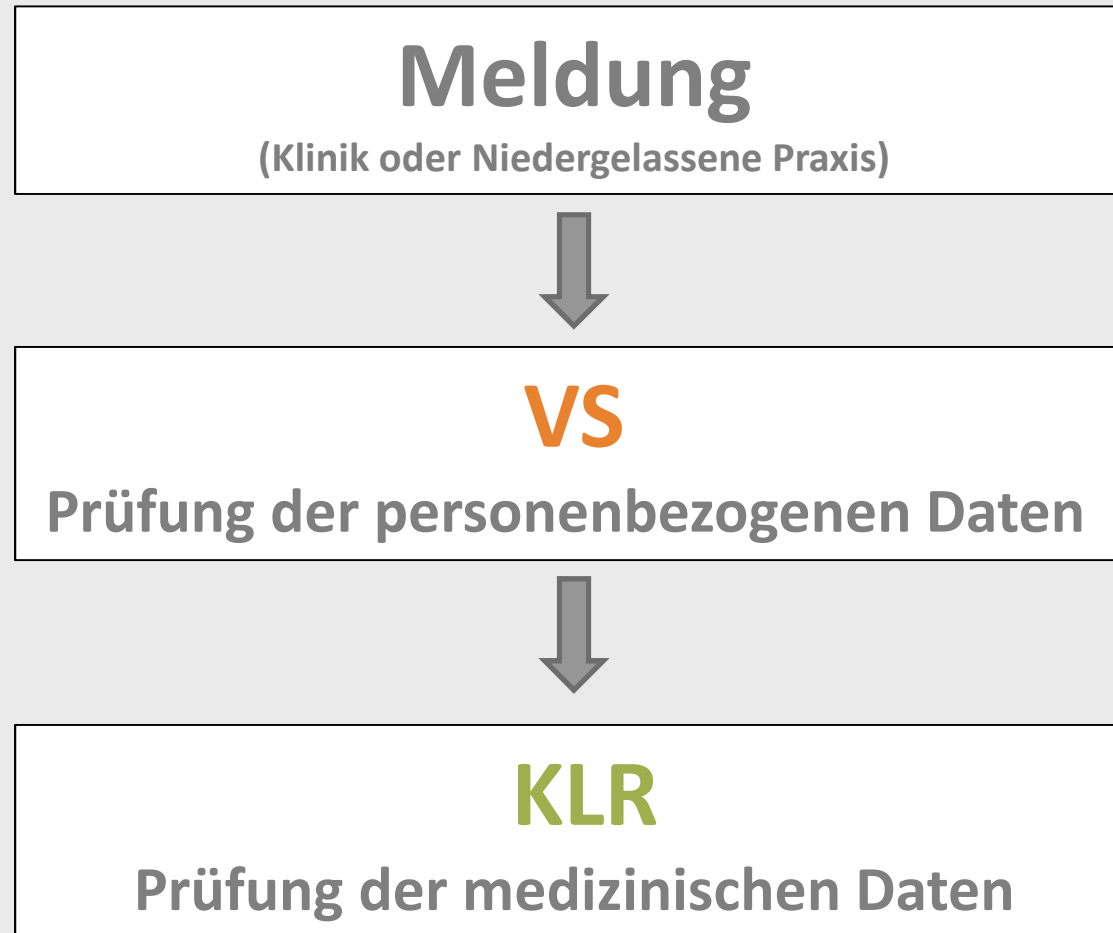 Meldung
(Klinik oder Niedergelassene Praxis)
VS
Prüfung der personenbezogenen Daten
KLR
Prüfung der medizinischen Daten